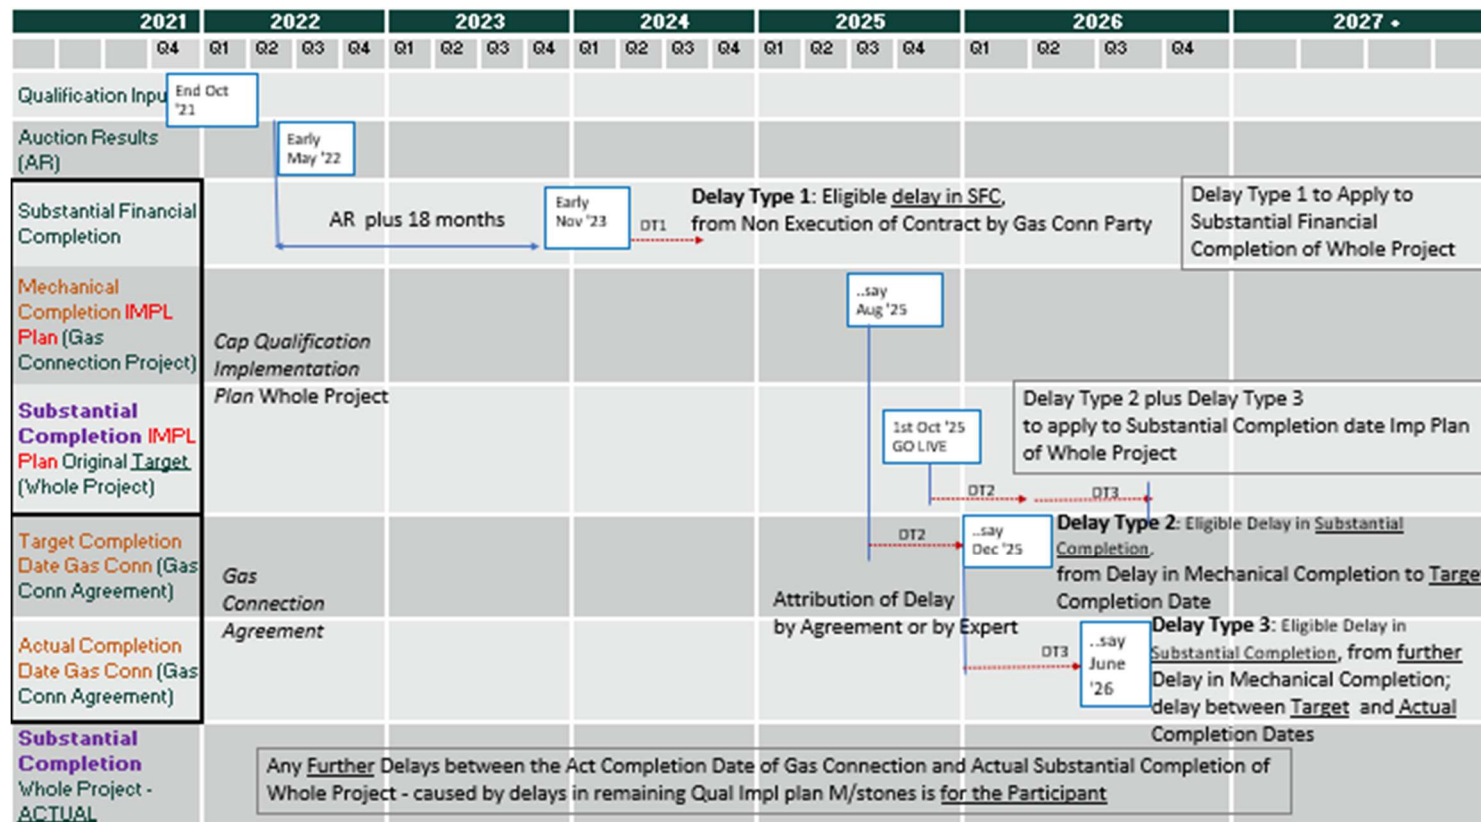 2021 2022 2023 2024 2025 2026 2027 +
Q4 Q1 Q2 Q3 Q4 Q1 Q2 Q3 Q4 Q1 Q2 Q3 Q4 Q1 Q2 Q3 Q4 Q1 Q2 Q3 Q4
Qualification Inpu
End Oct
'21
Auction Results
(AR)
Early
May '22
Substantial Financial
Completion
AR plus 18 months
Early
Nov '23
DT1
Delay Type 1: Eligible delay in SFC,
from Non Execution of Contract by Gas Conn Party
Delay Type 1 to Apply to
Substantial Financial
Completion of Whole Project
Mechanical
Completion IMPL
Plan (Gas
Connection Project)
Cap Qualification
Implementation
Plan Whole Project
..say
Aug '25
Substantial
Completion IMPL
Plan Original Target
(Whole Project)
1st Oct '25
GO LIVE
Delay Type 2 plus Delay Type 3
to apply to Substantial Completion date Imp Plan
of Whole Project
DT2
DT3
Target Completion
Date Gas Conn (Gas
Conn Agreement)
Gas
Connection
Agreement
DT2
..say
Dec '25
Delay Type 2: Eligible Delay in Substantial
Completion,
from Delay in Mechanical Completion to Target
Completion Date
Attribution of Delay
by Agreement or by Expert
Actual Completion
Date Gas Conn (Gas
Conn Agreement)
DT3
..say
June
'26
Delay Type 3: Eligible Delay in
Substantial Completion, from further
Delay in Mechanical Completion;
delay between Target and Actual
Completion Dates
Substantial
Completion
Whole Project -
ACTUAL
Any Further Delays between the Act Completion Date of Gas Connection and Actual Substantial Completion of
Whole Project - caused by delays in remaining Qual Impl plan M/stones is for the Participant